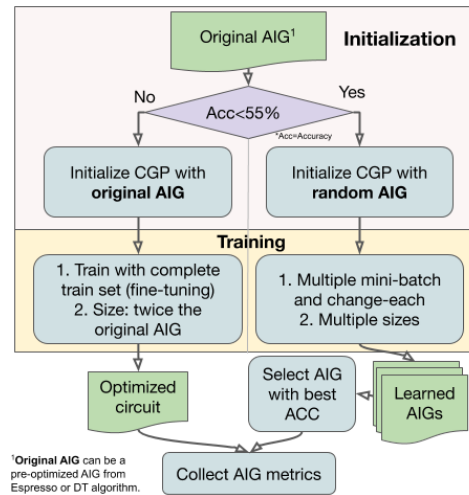 Original AIG¹
Initialization
No
Yes
Acc<55%
*Acc=Accuracy
Initialize CGP with
original AIG
Initialize CGP with
random AIG
Training
1. Train with complete
train set (fine-tuning)
2. Size: twice the
original AIG
1. Multiple mini-batch
and change-each
2. Multiple sizes
Optimized
circuit
Select AIG
with best
ACC
Learned
AIGs
¹Original AIG can be a
pre-optimized AIG from
Espresso or DT algorithm.
Collect AIG metrics